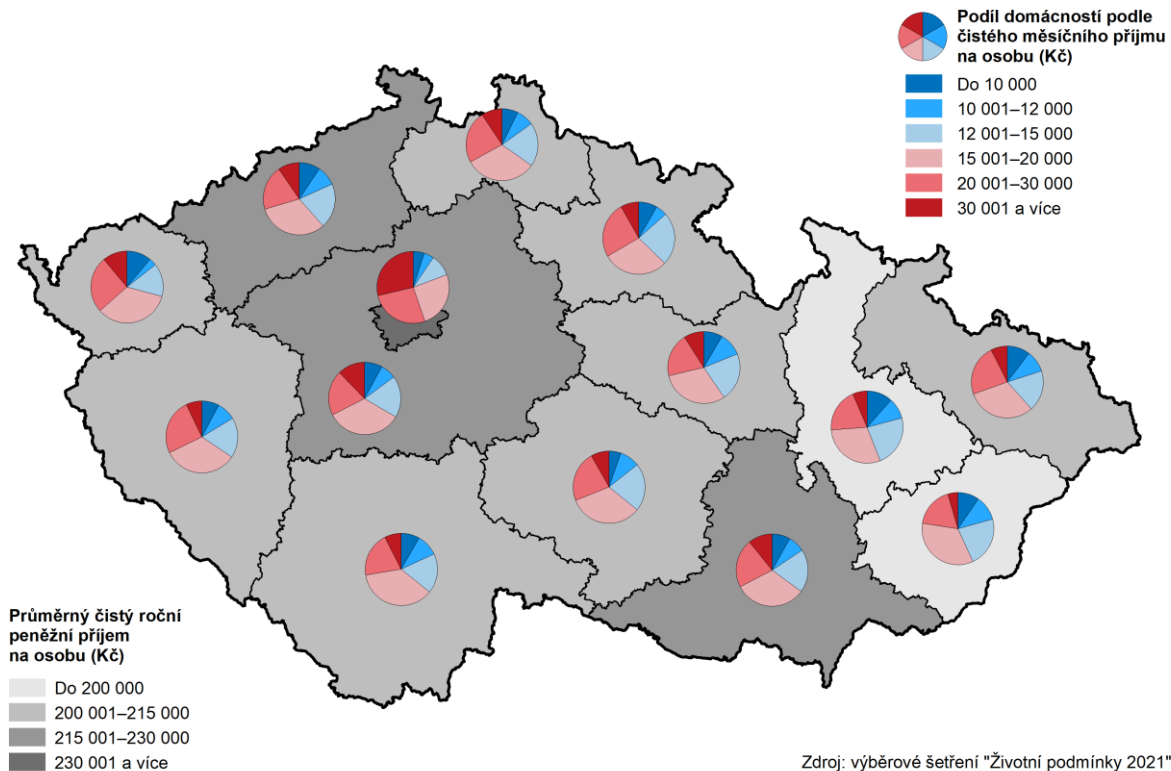 Podíl domácností podle
čistého měsíčního příjmu
na osobu (Kč)
Do 10 000
10 001–12 000
12 001–15 000
15 001–20 000
20 001–30 000
30 001 a více
Průměrný čistý roční
peněžní příjem
na osobu (Kč)
Do 200 000
200 001–215 000
215 001–230 000
230 001 a více
Zdroj: výběrové šetření "Životní podmínky 2021"